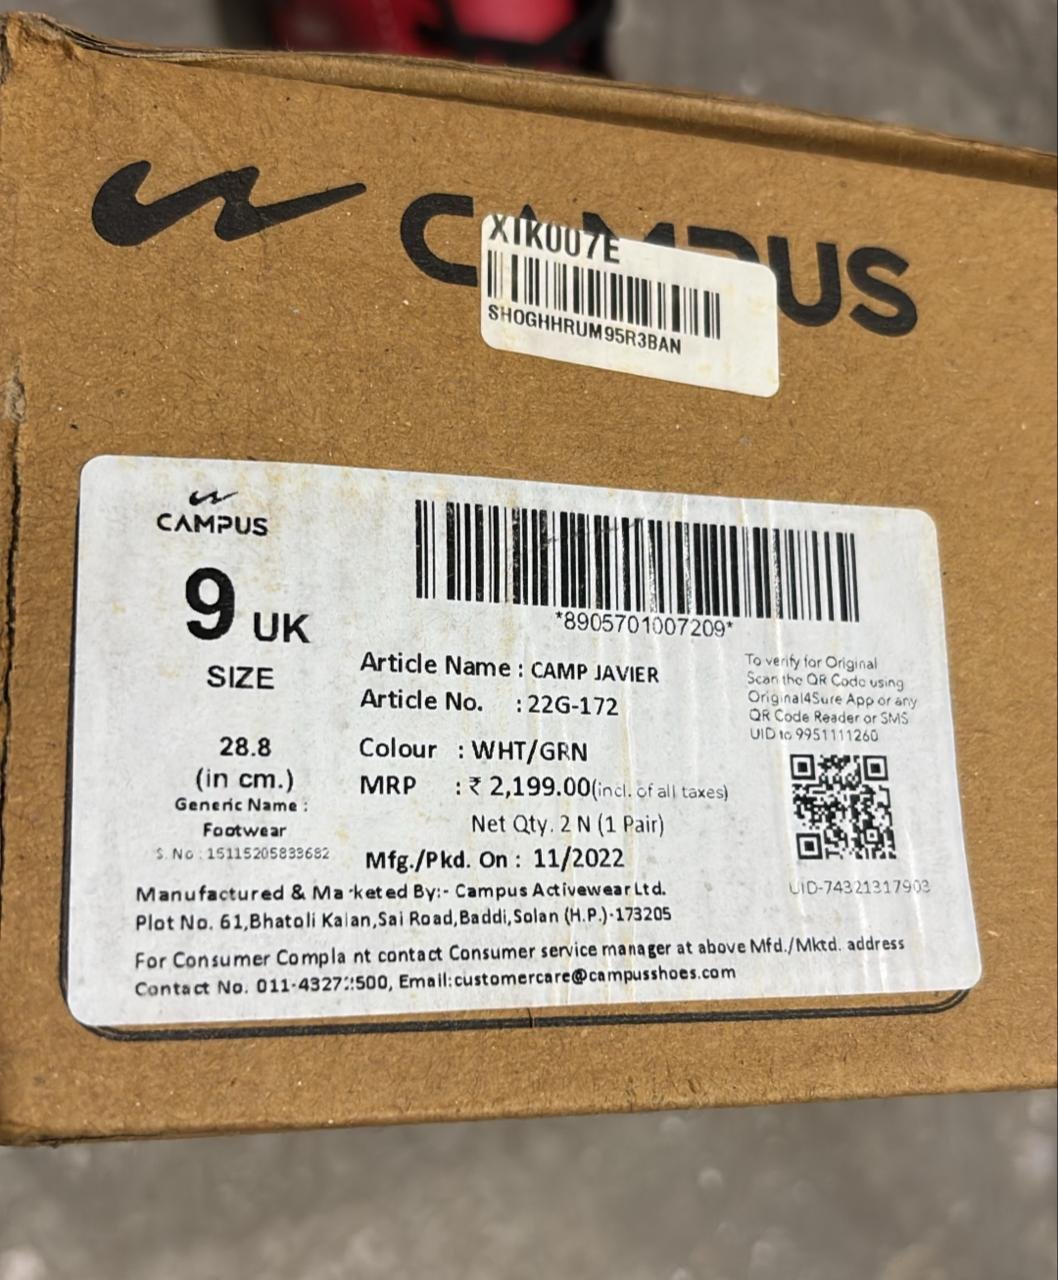 CAMPUS
XIK007E
SHOGHHRUM95R3BAN
CAMPUS
9 UK
SIZE
28.8
(in cm.)
Generic Name :
Footwear
S. No : 15115205833682
*8905701007209*
Article Name : CAMP JAVIER
Article No. : 22G-172
Colour : WHT/GRN
MRP : ₹ 2,199.00(incl. of all taxes)
Net Qty. 2 N (1 Pair)
Mfg./Pkd. On : 11/2022
To verify for Original
Scan the QR Code using
Original4Sure App or any
QR Code Reader or SMS
UID to 9951111260
UID-74321317903
Manufactured & Marketed By:- Campus Activewear Ltd.
Plot No. 61,Bhatoli Kalan,Sai Road,Baddi,Solan (H.P.)-173205
For Consumer Complaint contact Consumer service manager at above Mfd./Mktd. address
Contact No. Email:customercare@campusshoes.com